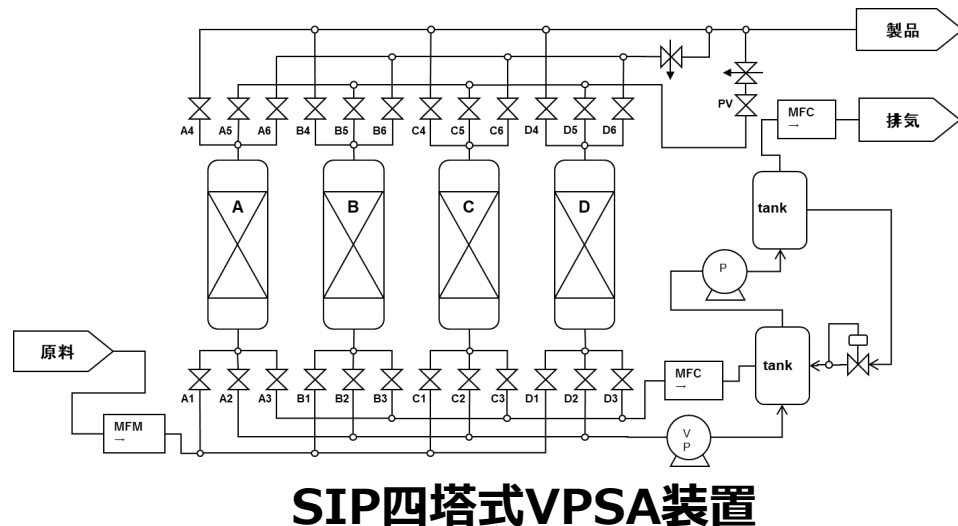 製品
PV
MFC
→
排気
A4 A5 A6 B4 B5 B6 C4 C5 C6 D4 D5 D6
A B C D
tank
P
原料
tank
MFC
→
A1 A2 A3 B1 B2 B3 C1 C2 C3 D1 D2 D3
MFM
→
V
P
SIP四塔式VPSA装置